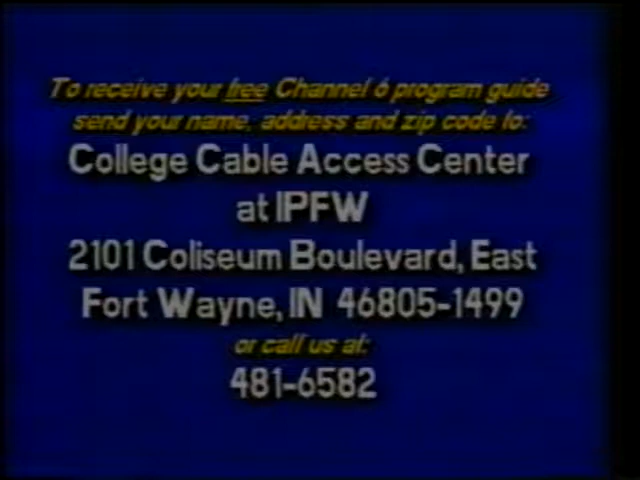 To receive your free Channel 6 program guide
send your name, address and zip code to:
College Cable Access Center
at IPFW
2101 Coliseum Boulevard, East
Fort Wayne, IN 46805-1499
or call us at:
481-6582